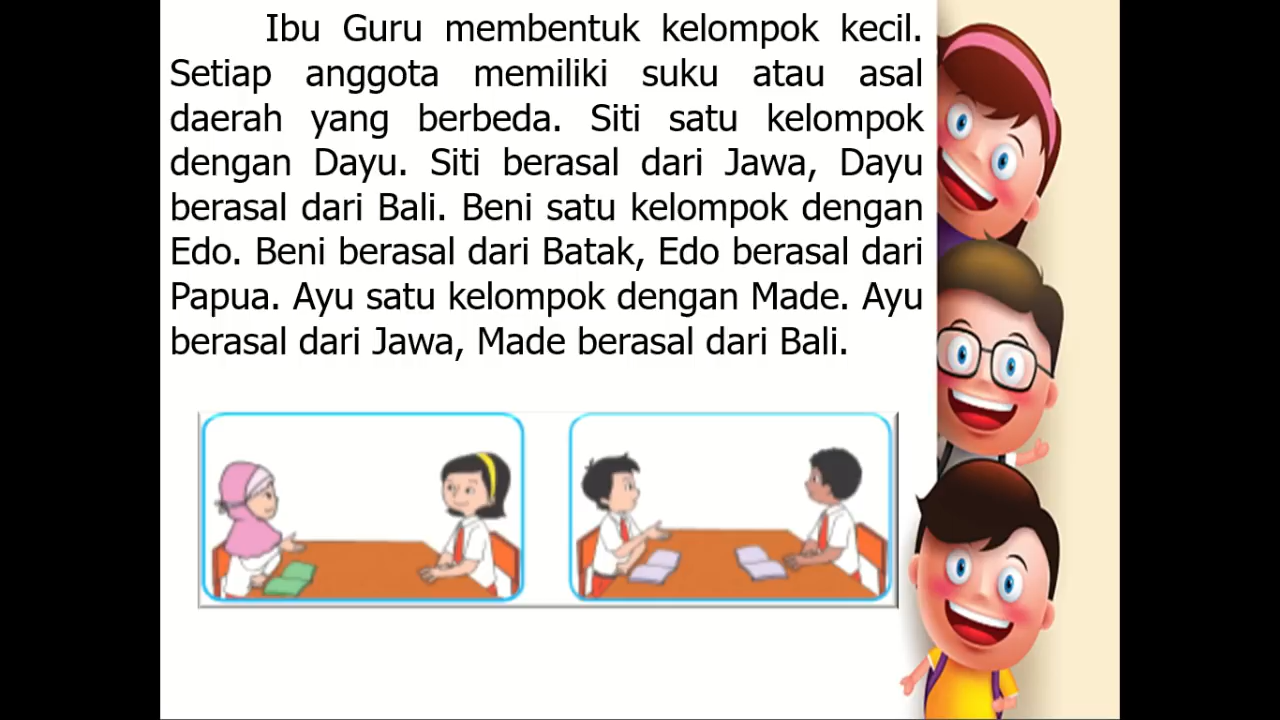 Ibu Guru membentuk kelompok kecil.
Setiap anggota memiliki suku atau asal
daerah yang berbeda. Siti satu kelompok
dengan Dayu. Siti berasal dari Jawa, Dayu
berasal dari Bali. Beni satu kelompok dengan
Edo. Beni berasal dari Batak, Edo berasal dari
Papua. Ayu satu kelompok dengan Made. Ayu
berasal dari Jawa, Made berasal dari Bali.